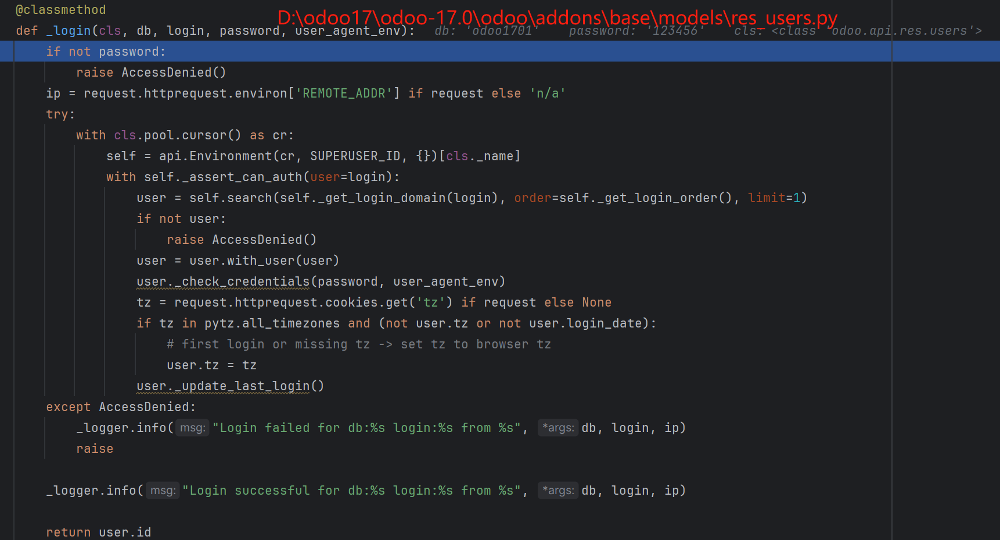 @classmethod
D:\odoo17\odoo-17.0\odoo\addons\base\models\res_users.py
def _login(cls, db, login, password, user_agent_env):   db: 'odoo1701'    password: '123456'    cls: <class 'odoo.api.res.users'>
    if not password:
        raise AccessDenied()
    ip = request.httprequest.environ['REMOTE_ADDR'] if request else 'n/a'
    try:
        with cls.pool.cursor() as cr:
            self = api.Environment(cr, SUPERUSER_ID, {})[cls._name]
            with self._assert_can_auth(user=login):
                user = self.search(self._get_login_domain(login), order=self._get_login_order(), limit=1)
                if not user:
                    raise AccessDenied()
                user = user.with_user(user)
                user._check_credentials(password, user_agent_env)
                tz = request.httprequest.cookies.get('tz') if request else None
                if tz in pytz.all_timezones and (not user.tz or not user.login_date):
                    # first login or missing tz -> set tz to browser tz
                    user.tz = tz
                user._update_last_login()
    except AccessDenied:
        _logger.info( msg: "Login failed for db:%s login:%s from %s",  *args: db, login, ip)
        raise
    _logger.info( msg: "Login successful for db:%s login:%s from %s",  *args: db, login, ip)
    return user.id